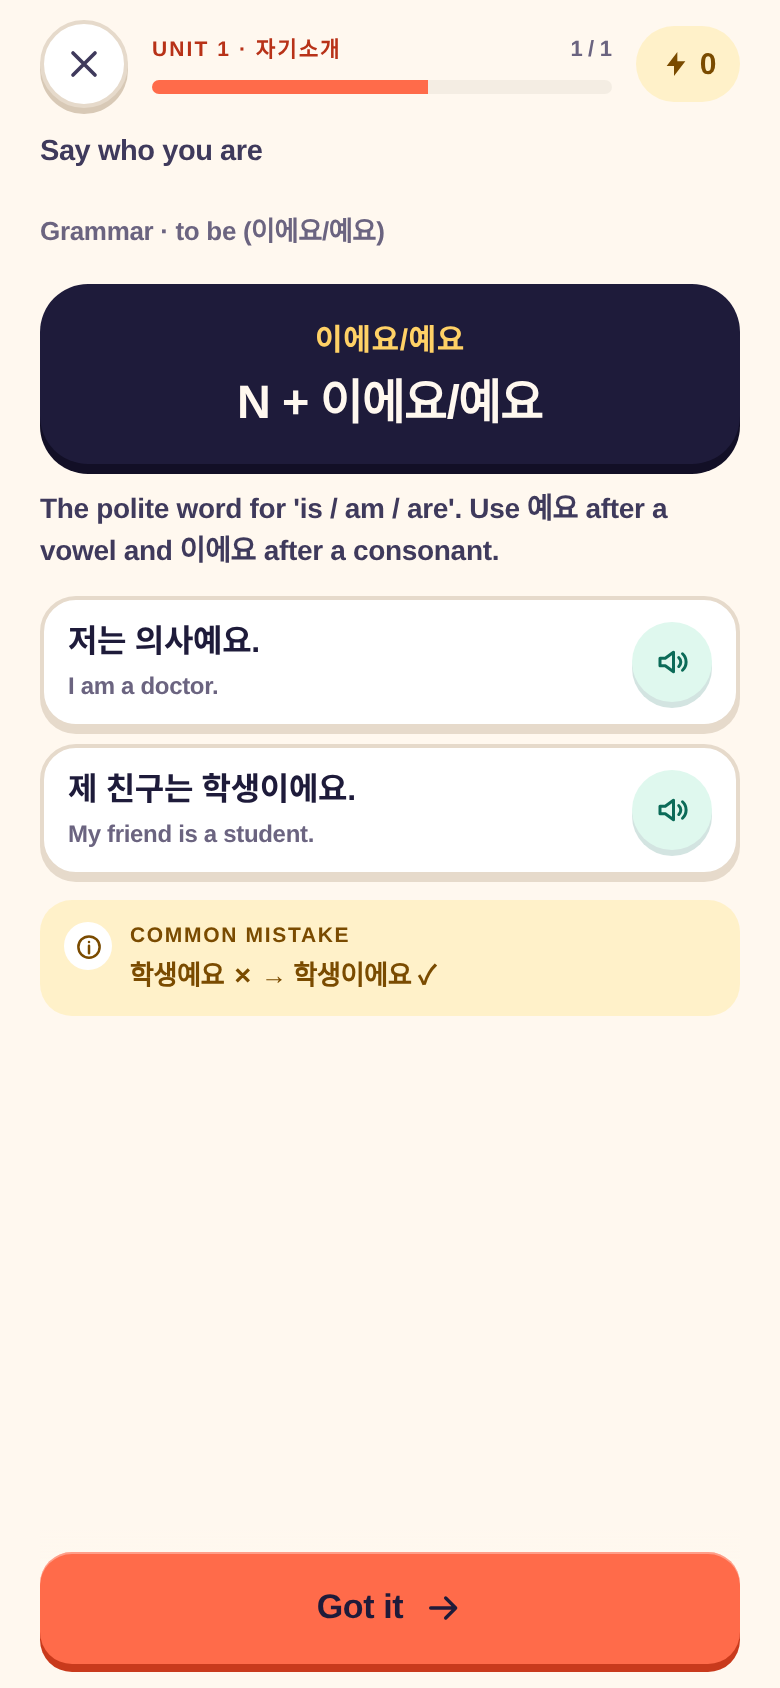 UNIT 1 · 자기소개
1 / 1
0
Say who you are
Grammar · to be (이에요/예요)
이에요/예요
N + 이에요/예요
The polite word for 'is / am / are'. Use 예요 after a
vowel and 이에요 after a consonant.
저는 의사예요.
I am a doctor.
제 친구는 학생이에요.
My friend is a student.
COMMON MISTAKE
학생예요 × → 학생이에요 ✓
Got it →